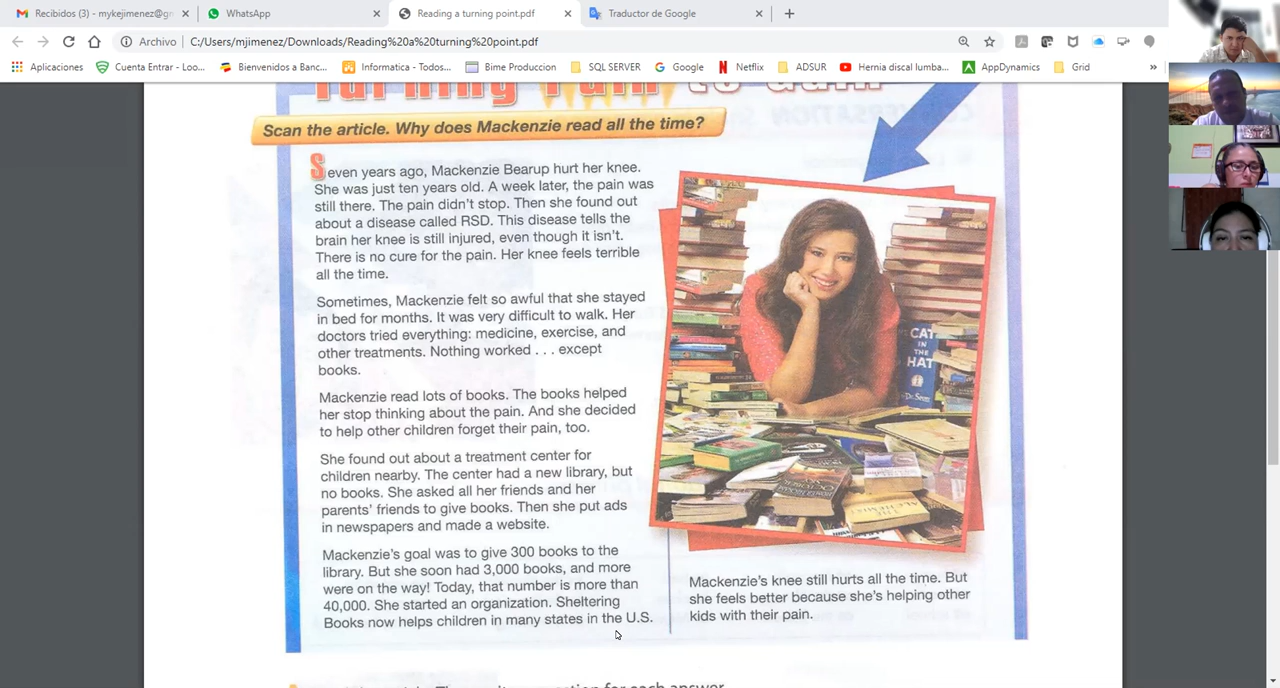 Recibidos (3) - mykejimenez@gm
WhatsApp
Reading a turning point.pdf
Traductor de Google
Archivo
C:/Users/mjimenez/Downloads/Reading%20a%20turning%20point.pdf
Aplicaciones
Cuenta Entrar - Loo...
Bienvenidos a Banc...
Informatica - Todos...
Bime Produccion
SQL SERVER
Google
Netflix
ADSUR
Hernia discal lumba...
AppDynamics
Grid
»
Turning Pain to Gain
Scan the article. Why does Mackenzie read all the time?
Seven years ago, Mackenzie Bearup hurt her knee.
She was just ten years old. A week later, the pain was
still there. The pain didn't stop. Then she found out
about a disease called RSD. This disease tells the
brain her knee is still injured, even though it isn't.
There is no cure for the pain. Her knee feels terrible
all the time.
Sometimes, Mackenzie felt so awful that she stayed
in bed for months. It was very difficult to walk. Her
doctors tried everything: medicine, exercise, and
other treatments. Nothing worked . . . except
books.
Mackenzie read lots of books. The books helped
her stop thinking about the pain. And she decided
to help other children forget their pain, too.
She found out about a treatment center for
children nearby. The center had a new library, but
no books. She asked all her friends and her
parents' friends to give books. Then she put ads
in newspapers and made a website.
Mackenzie's goal was to give 300 books to the
library. But she soon had 3,000 books, and more
were on the way! Today, that number is more than
40,000. She started an organization. Sheltering
Books now helps children in many states in the U.S.
CAT
IN
THE
HAT
Dr. Seuss
Mackenzie's knee still hurts all the time. But
she feels better because she's helping other
kids with their pain.